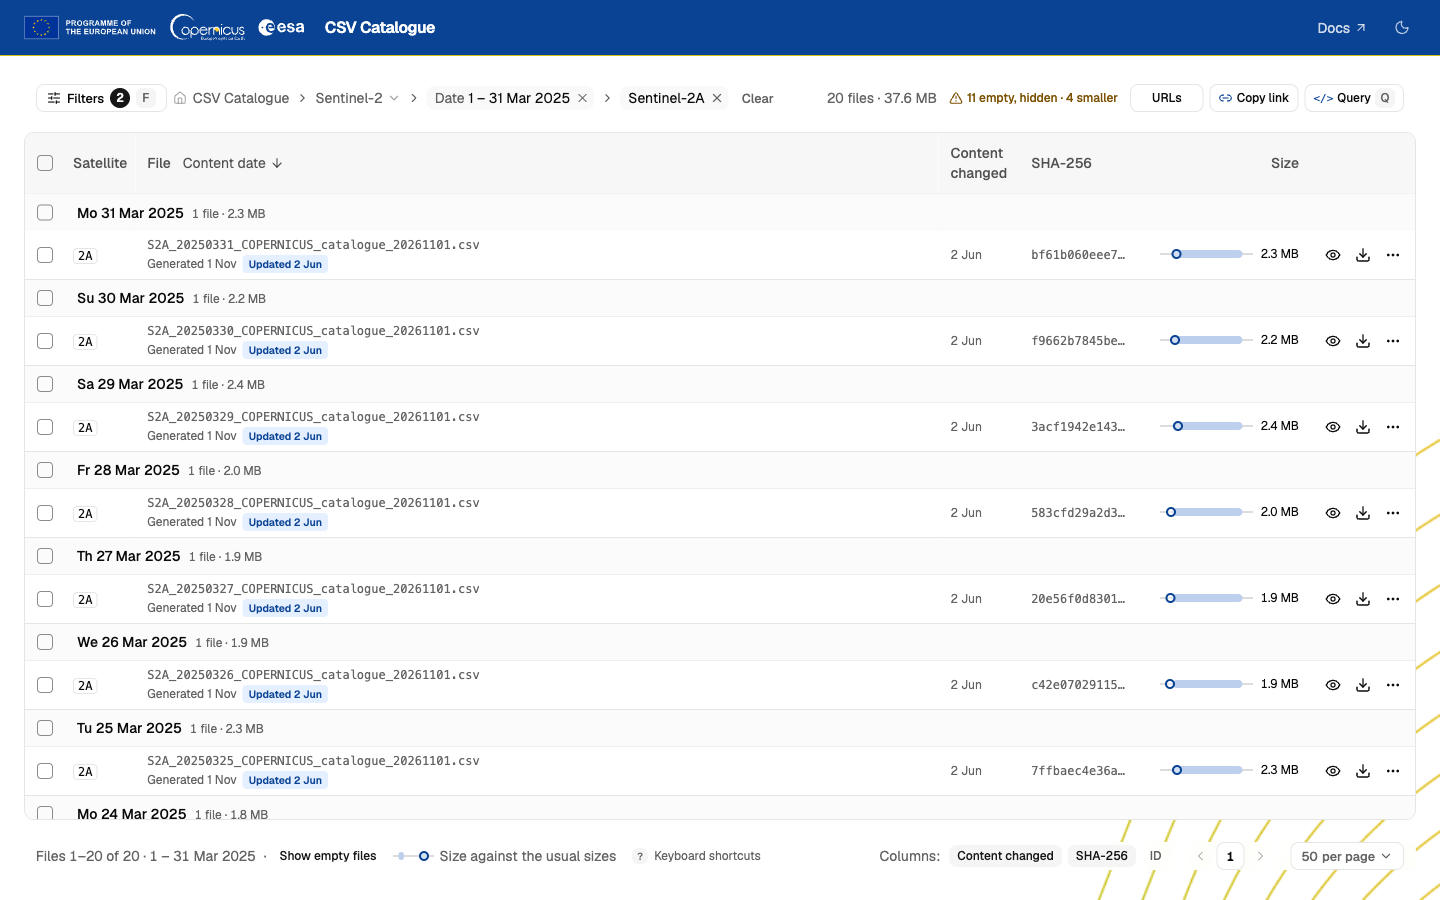 PROGRAMME OF
THE EUROPEAN UNION
opernicus
esa
CSV Catalogue
Docs
Filters 2 F
CSV Catalogue
Sentinel-2
Date 1 – 31 Mar 2025
Sentinel-2A
Clear
20 files · 37.6 MB
11 empty, hidden · 4 smaller
URLs
Copy link
</> Query Q
Satellite File Content date ↓ Content changed SHA-256 Size
Mo 31 Mar 2025 1 file · 2.3 MB
2A S2A_20250331_COPERNICUS_catalogue_20261101.csv 2 Jun bf61b060eee7… 2.3 MB
Generated 1 Nov Updated 2 Jun
Su 30 Mar 2025 1 file · 2.2 MB
2A S2A_20250330_COPERNICUS_catalogue_20261101.csv 2 Jun f9662b7845be… 2.2 MB
Generated 1 Nov Updated 2 Jun
Sa 29 Mar 2025 1 file · 2.4 MB
2A S2A_20250329_COPERNICUS_catalogue_20261101.csv 2 Jun 3acf1942e143… 2.4 MB
Generated 1 Nov Updated 2 Jun
Fr 28 Mar 2025 1 file · 2.0 MB
2A S2A_20250328_COPERNICUS_catalogue_20261101.csv 2 Jun 583cfd29a2d3… 2.0 MB
Generated 1 Nov Updated 2 Jun
Th 27 Mar 2025 1 file · 1.9 MB
2A S2A_20250327_COPERNICUS_catalogue_20261101.csv 2 Jun 20e56f0d8301… 1.9 MB
Generated 1 Nov Updated 2 Jun
We 26 Mar 2025 1 file · 1.9 MB
2A S2A_20250326_COPERNICUS_catalogue_20261101.csv 2 Jun c42e07029115… 1.9 MB
Generated 1 Nov Updated 2 Jun
Tu 25 Mar 2025 1 file · 2.3 MB
2A S2A_20250325_COPERNICUS_catalogue_20261101.csv 2 Jun 7ffbaec4e36a… 2.3 MB
Generated 1 Nov Updated 2 Jun
Mo 24 Mar 2025 1 file · 1.8 MB
Files 1–20 of 20 · 1 – 31 Mar 2025 · Show empty files Size against the usual sizes ? Keyboard shortcuts
Columns: Content changed SHA-256 ID 1 50 per page